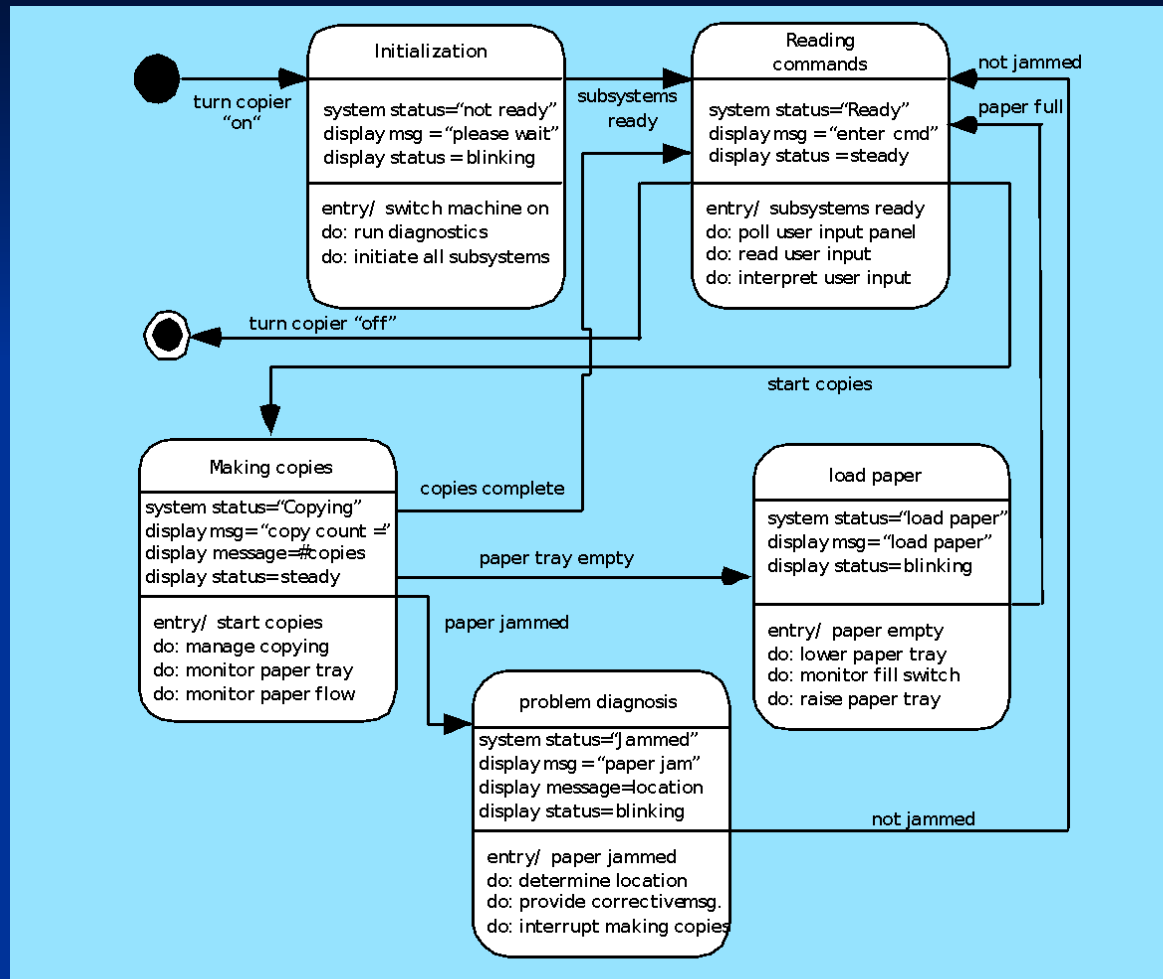 Initialization
system status=“not ready”
display msg = “please wait”
display status = blinking
entry/ switch machine on
do: run diagnostics
do: initiate all subsystems
turn copier
“on“
subsystems
ready
Reading
commands
system status=“Ready”
display msg = “enter cmd”
display status = steady
entry/ subsystems ready
do: poll user input panel
do: read user input
do: interpret user input
not jammed
paper full
turn copier “off”
start copies
Making copies
system status=“Copying”
display msg= “copy count =”
display message=#copies
display status= steady
entry/ start copies
do: manage copying
do: monitor paper tray
do: monitor paper flow
copies complete
paper tray empty
paper jammed
load paper
system status=“load paper”
display msg= “load paper”
display status= blinking
entry/ paper empty
do: lower paper tray
do: monitor fill switch
do: raise paper tray
problem diagnosis
system status=“Jammed”
display msg = “paper jam”
display message=location
display status= blinking
entry/ paper jammed
do: determine location
do: provide correctivemsg.
do: interrupt making copies
not jammed